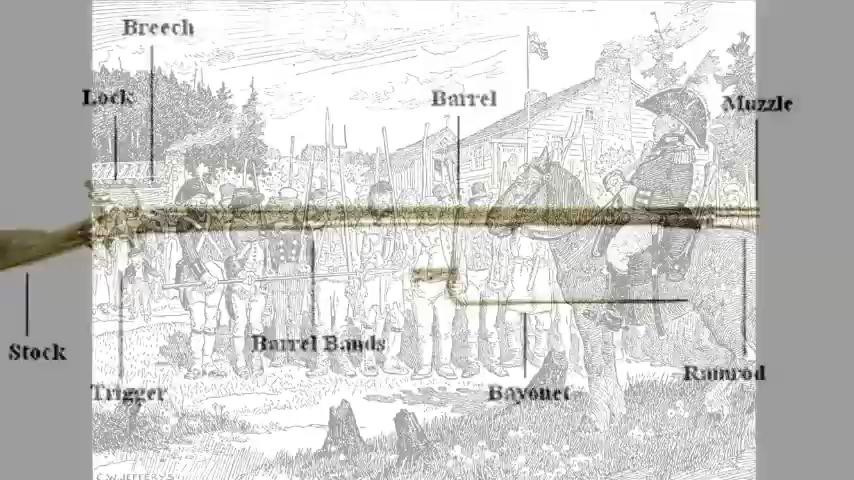 Breech
Lock
Barrel
Muzzle
Stock
Barrel Bands
Trigger
Bayonet
Ramrod
C.W. JEFFERYS